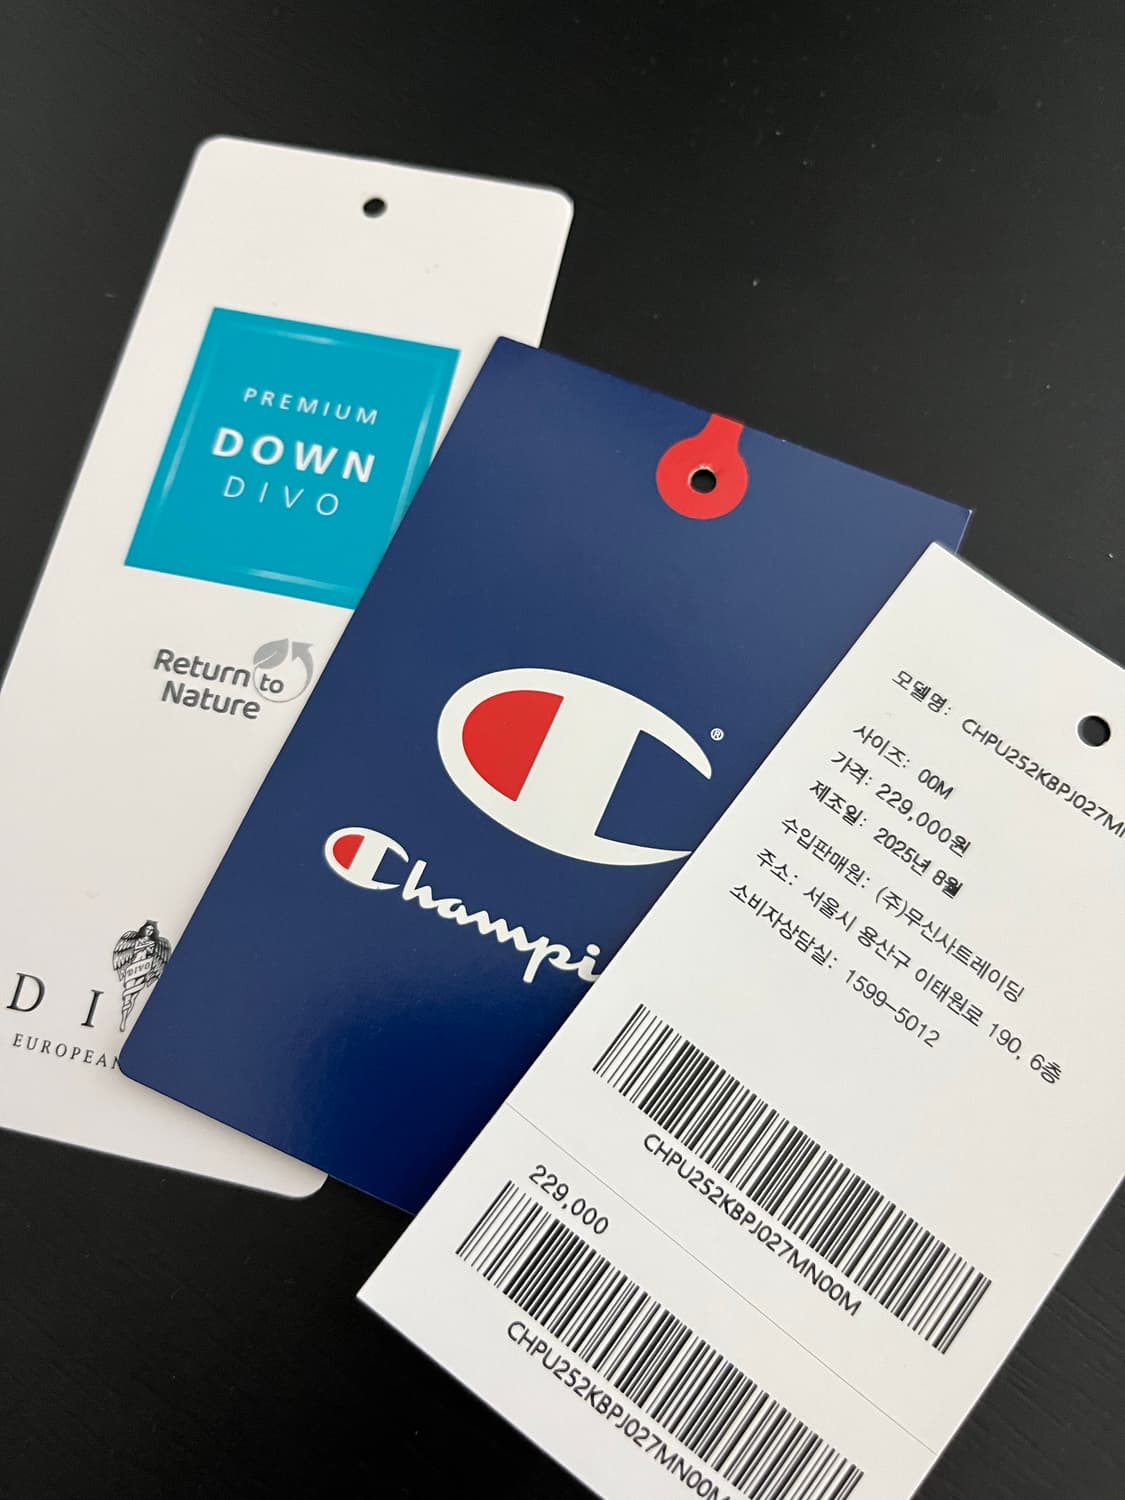 PREMIUM
DOWN
DIVO
Return to
Nature
DIVO
D I
EUROPEAN
®
Champi
모델명: CHPU252KBPJ027M
사이즈: 00M
가격: 229,000원
제조일: 2025년 8월
수입판매원: (주)무신사트레이딩
주소: 서울시 용산구 이태원로 190, 6층
소비자상담실: 1599-5012
CHPU252KBPJ027MN00M
229,000
CHPU252KBPJ027MN00M